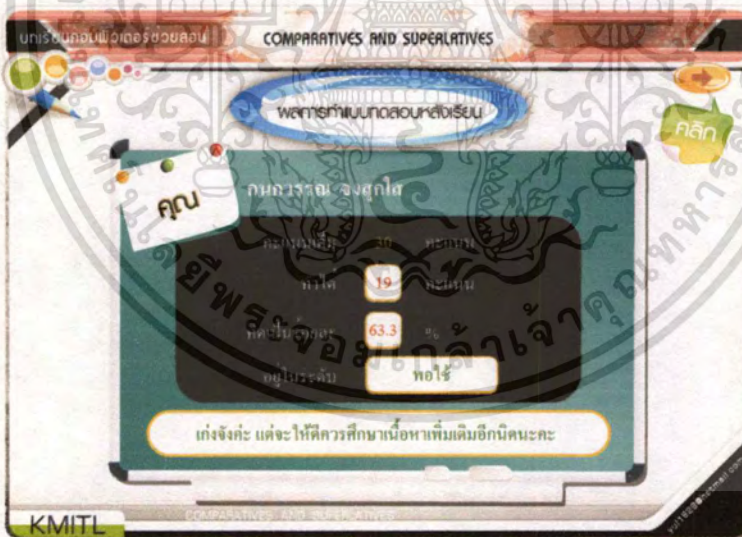 บทเรียนคอมพิวเตอร์ช่วยสอน
COMPARATIVES AND SUPERLATIVES
ผลการทำแบบทดสอบหลังเรียน
คลิก
คุณ
คะแนนเต็ม 30 คะแนน
ทำได้ 19 คะแนน
คิดเป็นร้อยละ 63.3 %
อยู่ในระดับ พอใช้
เก่งจังค่ะ แต่จะให้ดีควรศึกษาเนื้อหาเพิ่มเติมอีกนิดนะคะ
KMITL
COMPARATIVES AND SUPERLATIVES